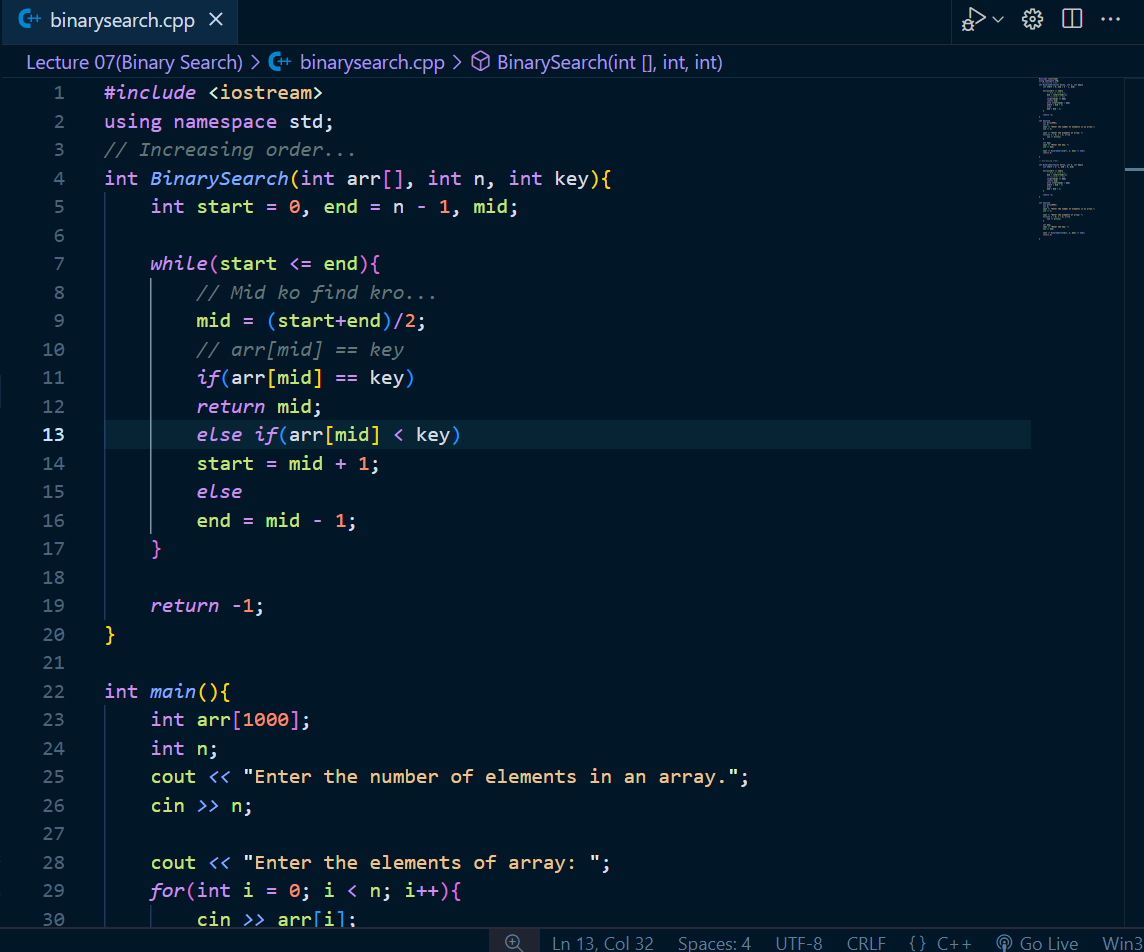 binarysearch.cpp
Lecture 07(Binary Search) > binarysearch.cpp > BinarySearch(int [], int, int)
1 #include <iostream>
2 using namespace std;
3 // Increasing order...
4 int BinarySearch(int arr[], int n, int key){
5     int start = 0, end = n - 1, mid;
6
7     while(start <= end){
8         // Mid ko find kro...
9         mid = (start+end)/2;
10         // arr[mid] == key
11         if(arr[mid] == key)
12         return mid;
13         else if(arr[mid] < key)
14         start = mid + 1;
15         else
16         end = mid - 1;
17     }
18
19     return -1;
20 }
21
22 int main(){
23     int arr[1000];
24     int n;
25     cout << "Enter the number of elements in an array.";
26     cin >> n;
27
28     cout << "Enter the elements of array: ";
29     for(int i = 0; i < n; i++){
30         cin >> arr[i];
Ln 13, Col 32 Spaces: 4 UTF-8 CRLF {} C++ Go Live Win3